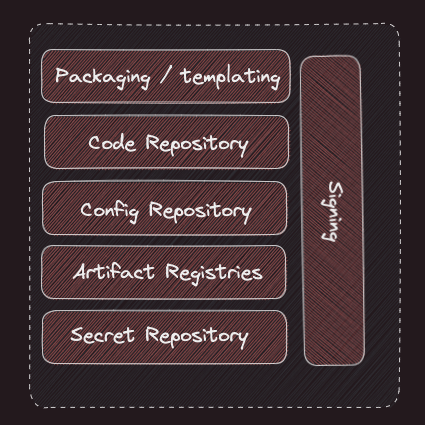 Packaging / templating
Code Repository
Config Repository
Artifact Registries
Secret Repository
Signing